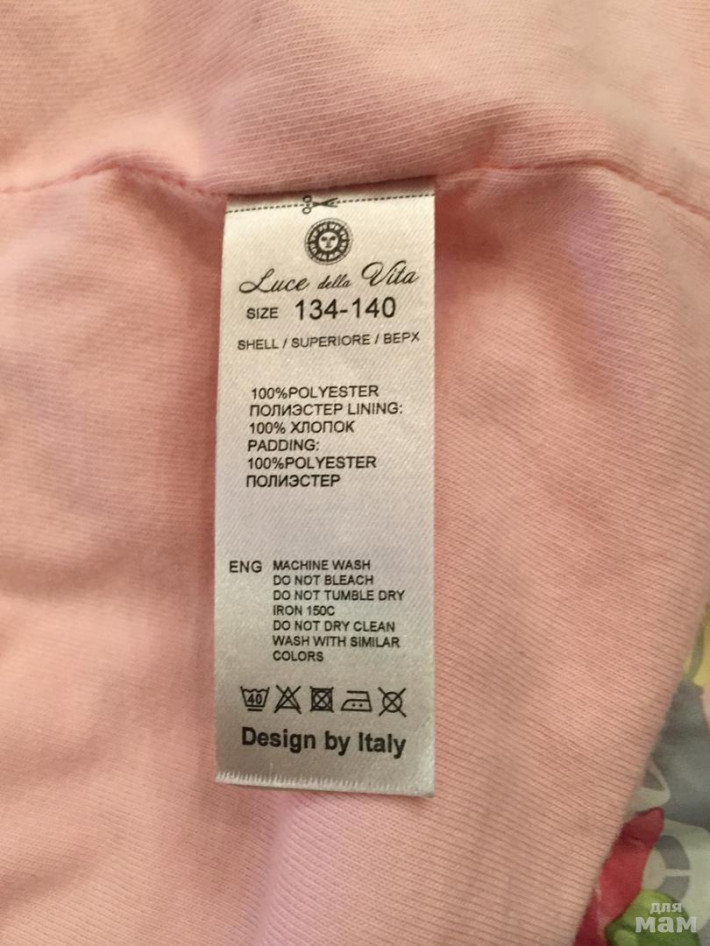 Luce della Vita
SIZE 134-140
SHELL / SUPERIORE / ВЕРХ
100%POLYESTER
ПОЛИЭСТЕР LINING:
100% ХЛОПОК
PADDING:
100%POLYESTER
ПОЛИЭСТЕР
ENG MACHINE WASH
DO NOT BLEACH
DO NOT TUMBLE DRY
IRON 150C
DO NOT DRY CLEAN
WASH WITH SIMILAR
COLORS
40
Design by Italy
для
мам